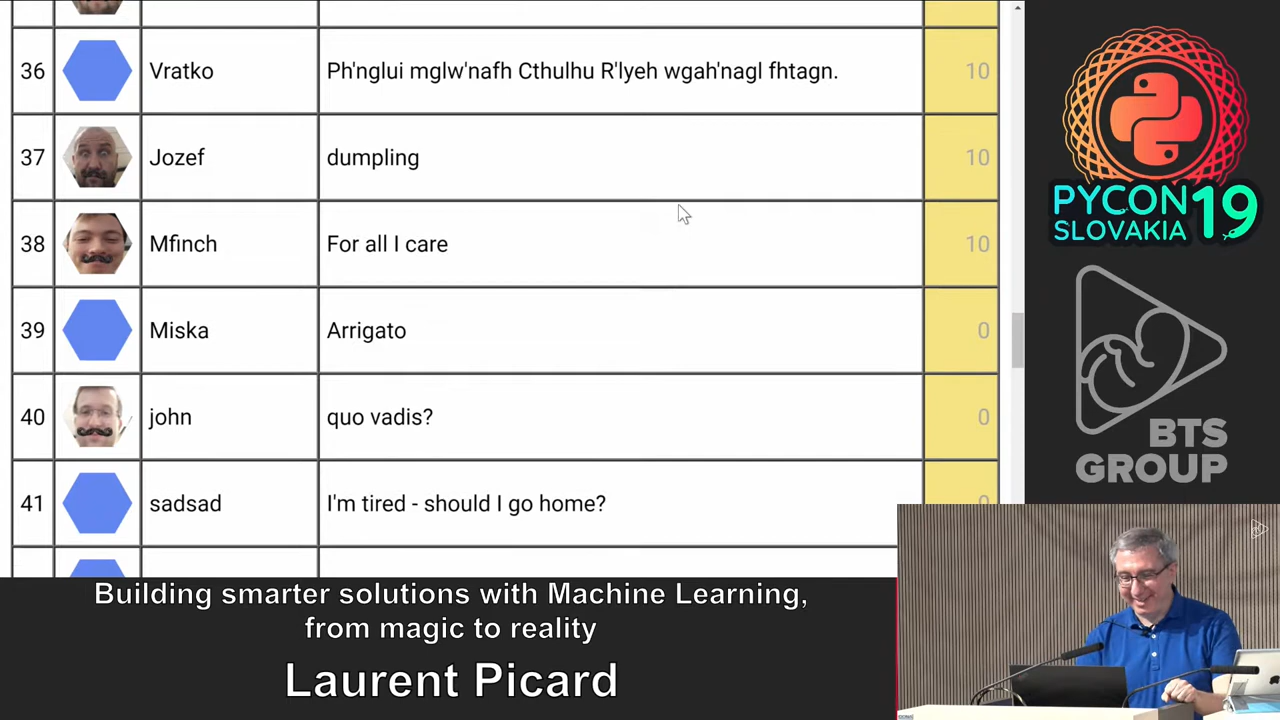 36 Vratko Ph'nglui mglw'nafh Cthulhu R'lyeh wgah'nagl fhtagn. 10
37 Jozef dumpling 10
38 Mfinch For all I care 10
39 Miska Arrigato 0
40 john quo vadis? 0
41 sadsad I'm tired - should I go home? 0
PYCON 19
SLOVAKIA
BTS
GROUP
Building smarter solutions with Machine Learning,
from magic to reality
Laurent Picard